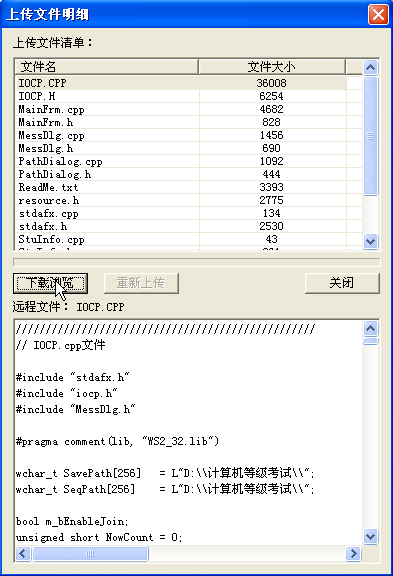 上传文件明细
上传文件清单：
文件名 文件大小
IOCP.CPP 36008
IOCP.H 6254
MainFrm.cpp 4682
MainFrm.h 828
MessDlg.cpp 1456
MessDlg.h 690
PathDialog.cpp 1092
PathDialog.h 444
ReadMe.txt 3393
resource.h 2775
stdafx.cpp 134
stdafx.h 2530
StuInfo.cpp 43
下载浏览 重新上传 关闭
远程文件： IOCP.CPP
//////////////////////////////////////////////////
// IOCP.cpp文件
#include "stdafx.h"
#include "iocp.h"
#include "MessDlg.h"
#pragma comment(lib, "WS2_32.lib")
wchar_t SavePath[256] = L"D:\\计算机等级考试\\";
wchar_t SeqPath[256] = L"D:\\计算机等级考试\\";
bool m_bEnableJoin;
unsigned short NowCount = 0;